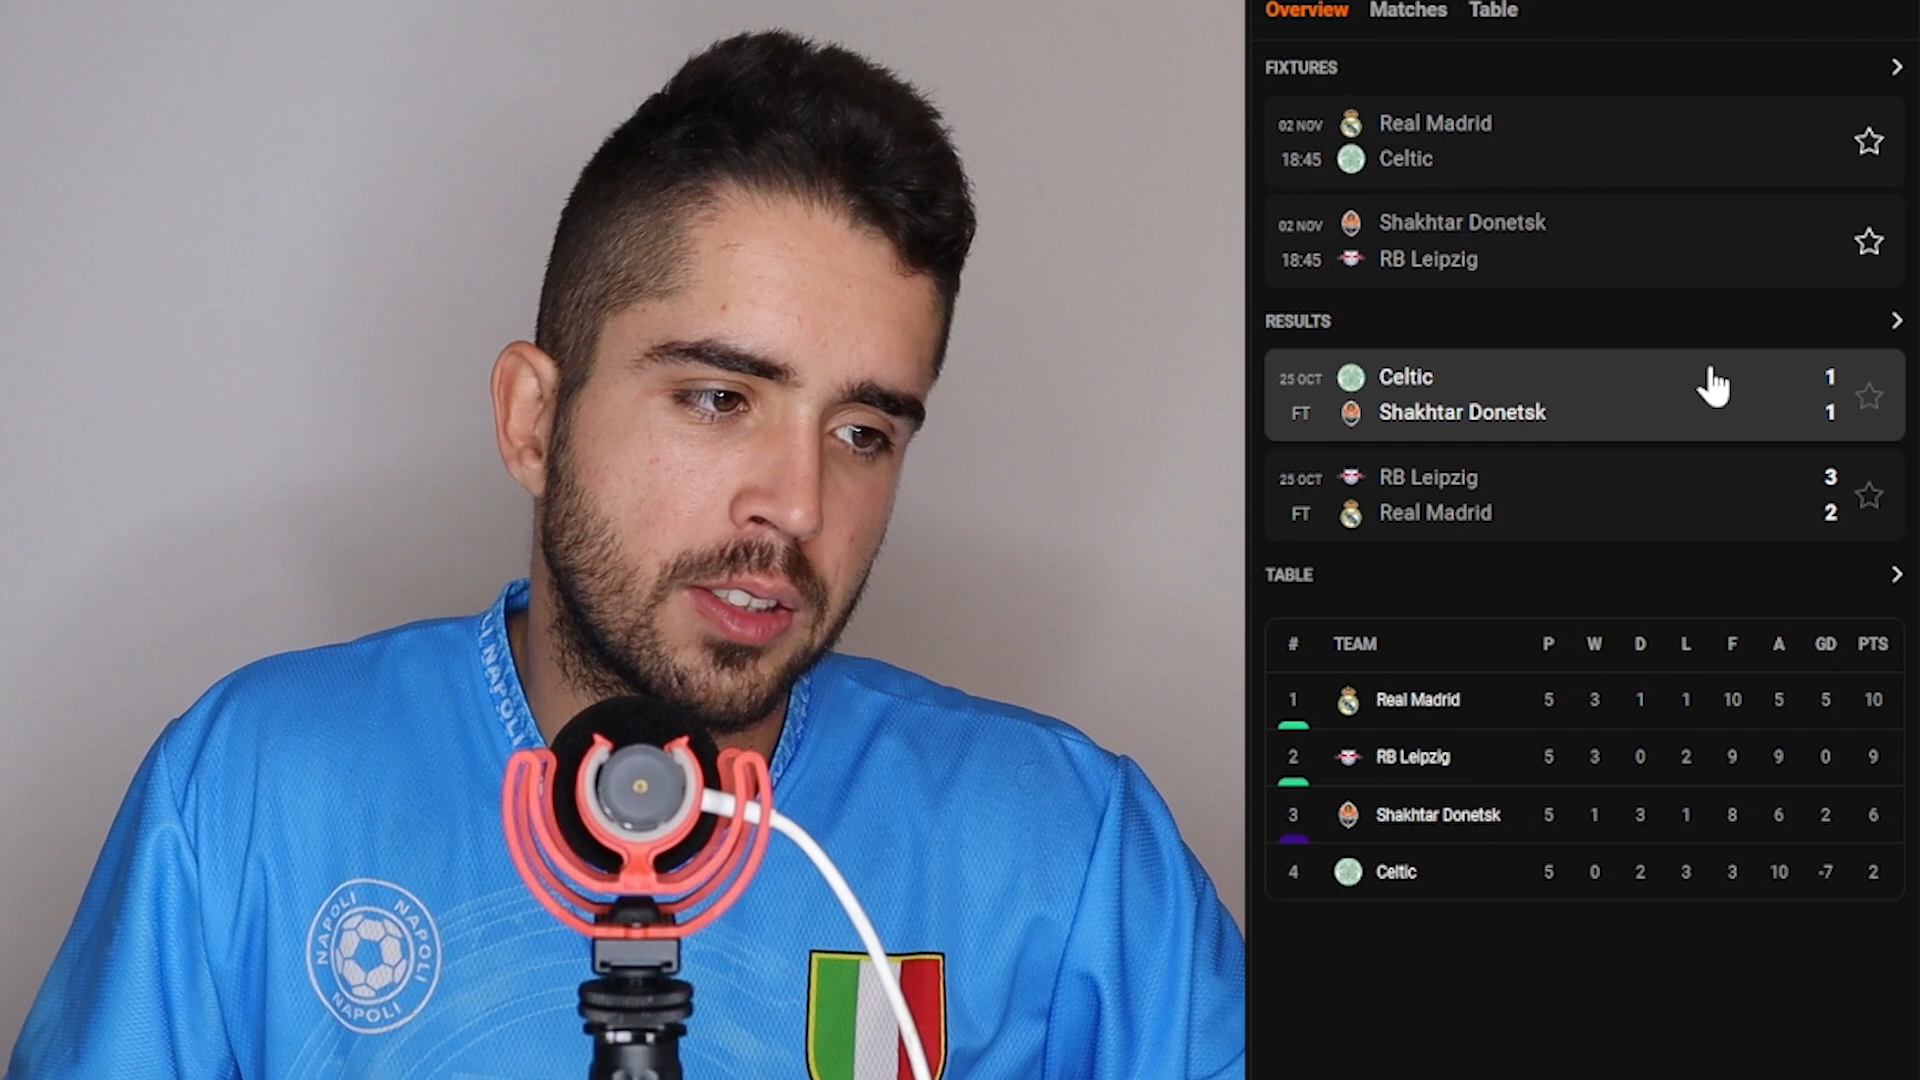 Overview Matches Table
FIXTURES
02 NOV Real Madrid
18:45 Celtic
02 NOV Shakhtar Donetsk
18:45 RB Leipzig
RESULTS
25 OCT Celtic 1
FT Shakhtar Donetsk 1
25 OCT RB Leipzig 3
FT Real Madrid 2
TABLE
# TEAM P W D L F A GD PTS
1 Real Madrid 5 3 1 1 10 5 5 10
2 RB Leipzig 5 3 0 2 9 9 0 9
3 Shakhtar Donetsk 5 1 3 1 8 6 2 6
4 Celtic 5 0 2 3 3 10 -7 2
NAPOLI
NAPOLI NAPOLI
NAPOLI